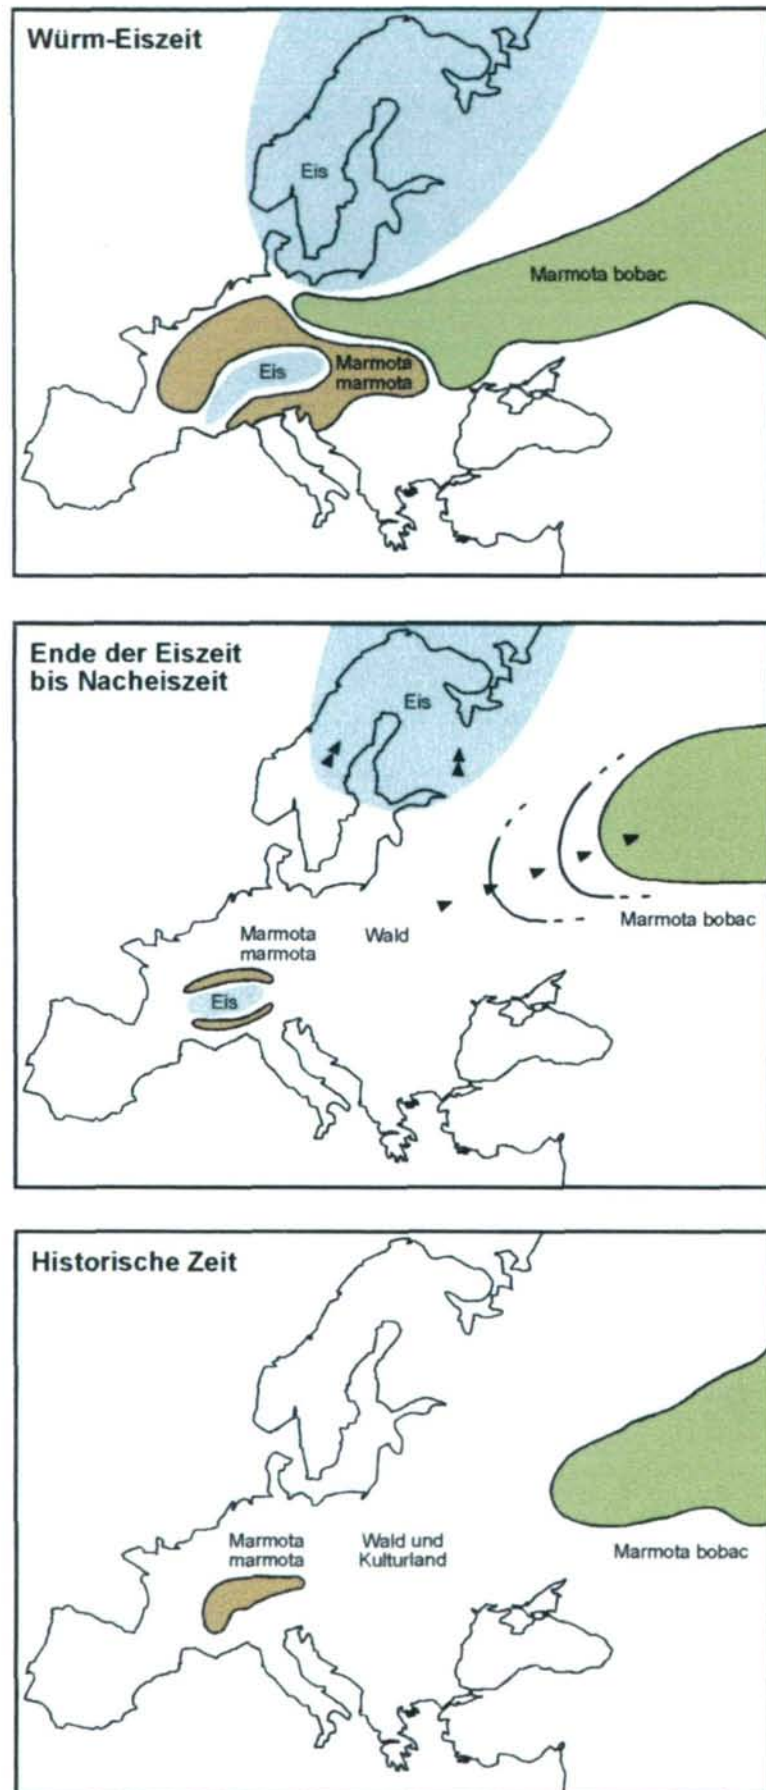 Würm-Eiszeit
Eis
Marmota bobac
Eis
Marmota
marmota
Ende der Eiszeit
bis Nacheiszeit
Eis
Marmota bobac
Marmota
marmota
Wald
Eis
Historische Zeit
Marmota
marmota
Wald und
Kulturland
Marmota bobac